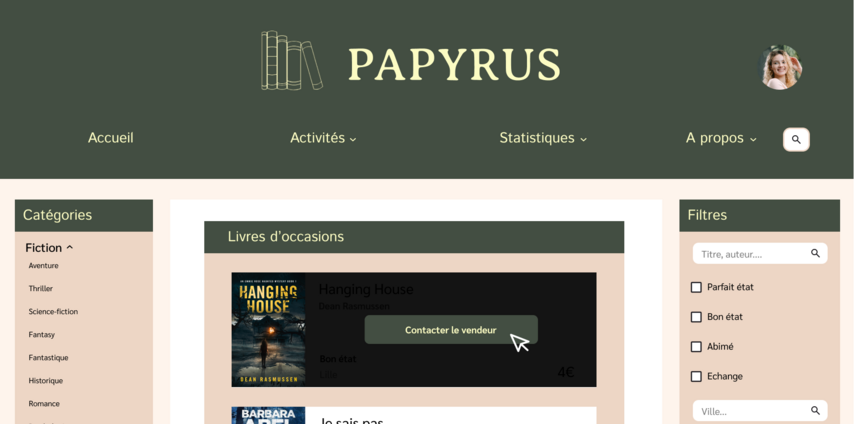 PAPYRUS
Accueil
Activités
Statistiques
A propos
Catégories
Fiction
Aventure
Thriller
Science-fiction
Fantasy
Fantastique
Historique
Romance
Livres d'occasions
HANGING
HOUSE
DEAN RASMUSSEN
Hanging House
Dean Rasmussen
Contacter le vendeur
Bon état
Lille
4€
BARBARA
ABEL
Je sais pas
Filtres
Titre, auteur....
Parfait état
Bon état
Abimé
Echange
Ville...